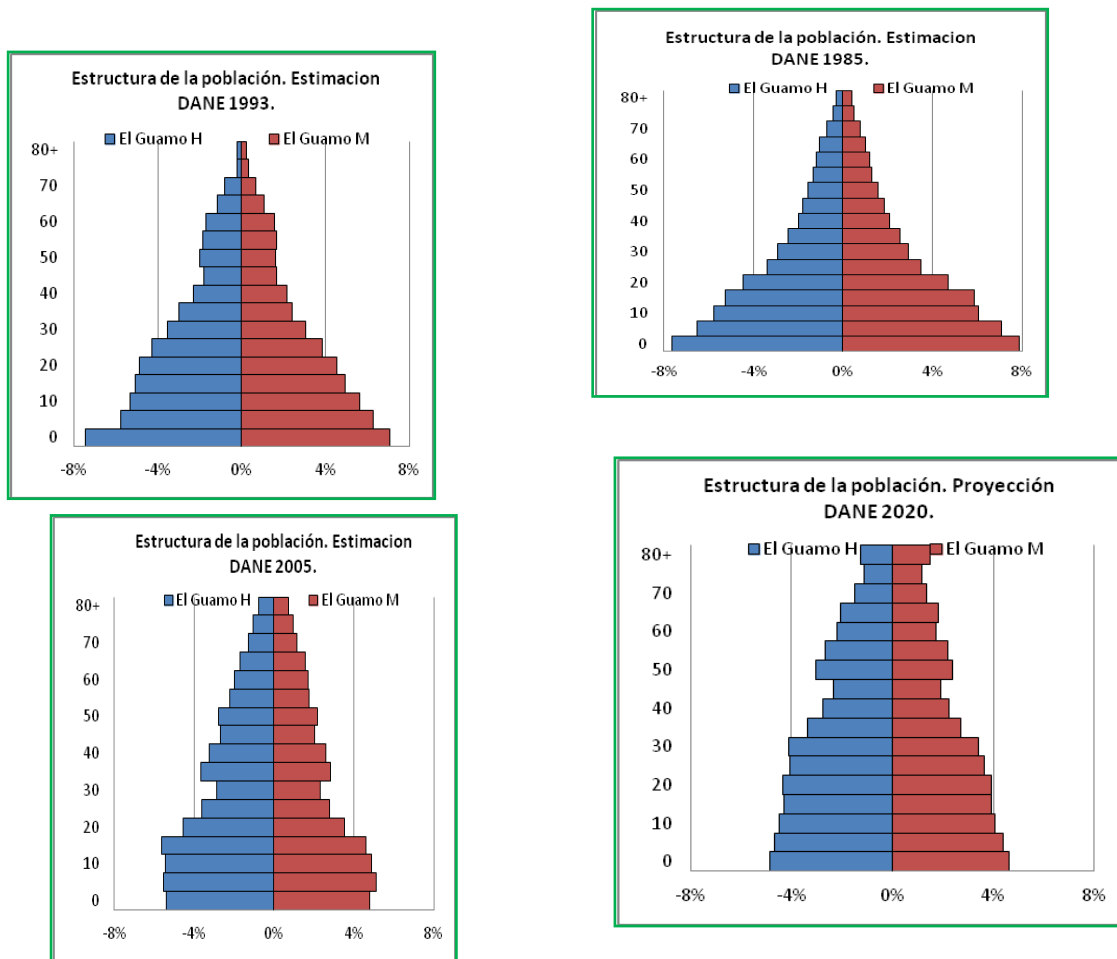 Estructura de la población. Estimacion
DANE 1993.
El Guamo H El Guamo M
80+
70
60
50
40
30
20
10
0
-8% -4% 0% 4% 8%
Estructura de la población. Estimacion
DANE 1985.
El Guamo H El Guamo M
80+
70
60
50
40
30
20
10
0
-8% -4% 0% 4% 8%
Estructura de la población. Estimacion
DANE 2005.
El Guamo H El Guamo M
80+
70
60
50
40
30
20
10
0
-8% -4% 0% 4% 8%
Estructura de la población. Proyección
DANE 2020.
El Guamo H El Guamo M
80+
70
60
50
40
30
20
10
0
-8% -4% 0% 4% 8%